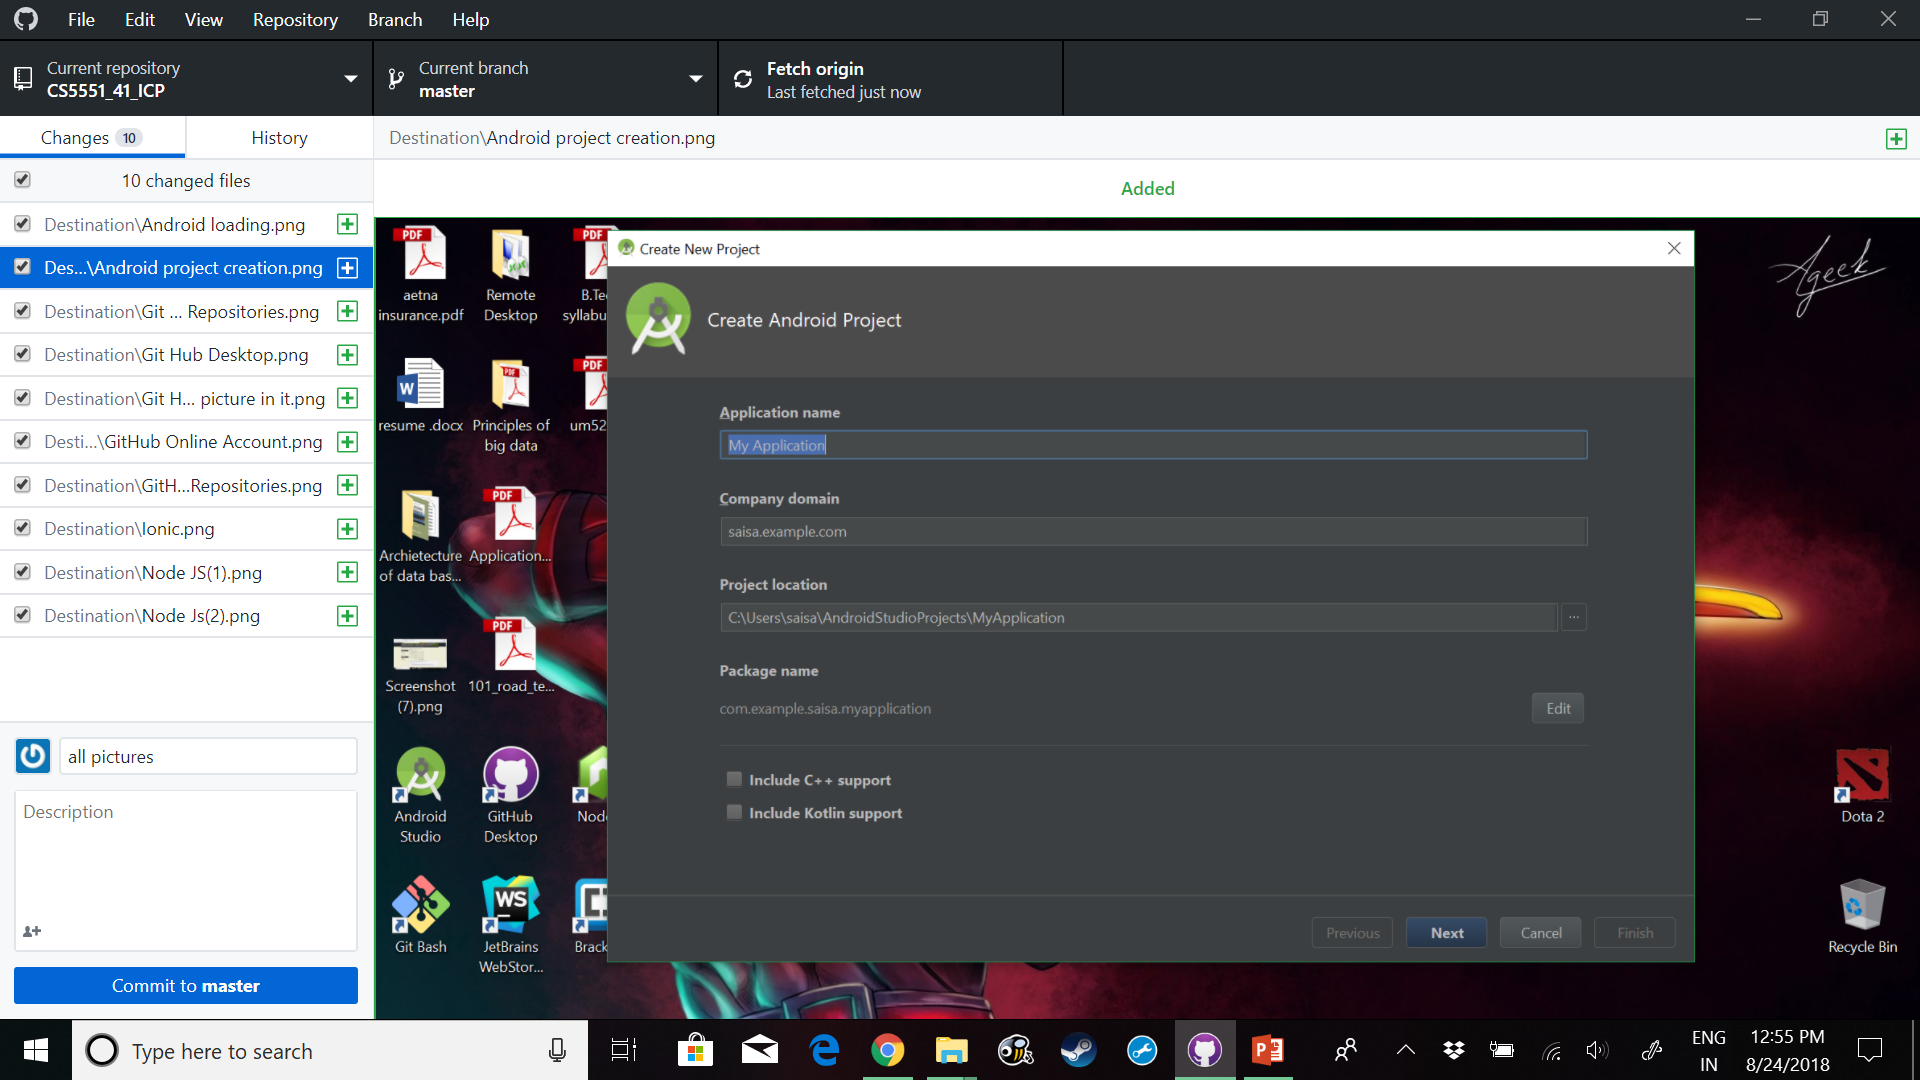 File Edit View Repository Branch Help
Current repository
CS5551_41_ICP
Current branch
master
Fetch origin
Last fetched just now
Changes 10
History
Destination\Android project creation.png
10 changed files
Added
Destination\Android loading.png
Des...\Android project creation.png
Destination\Git ... Repositories.png
Destination\Git Hub Desktop.png
Destination\Git H... picture in it.png
Desti...\GitHub Online Account.png
Destination\GitH...Repositories.png
Destination\Ionic.png
Destination\Node JS(1).png
Destination\Node Js(2).png
all pictures
Description
Commit to master
PDF
aetna
insurance.pdf
Remote
Desktop
PDF
B.Te
syllabu
resume .docx
PDF
Principles of
big data
PDF
um52
Archietecture
of data bas...
PDF
Application...
Screenshot
(7).png
PDF
101_road_te...
Android
Studio
GitHub
Desktop
Node
Git Bash
WS
JetBrains
WebStor...
Brack
Create New Project
Create Android Project
Application name
My Application
Company domain
saisa.example.com
Project location
C:\Users\saisa\AndroidStudioProjects\MyApplication
...
Package name
com.example.saisa.myapplication
Edit
Include C++ support
Include Kotlin support
Previous Next Cancel Finish
Ageek
Dota 2
Recycle Bin
Type here to search
ENG
IN
12:55 PM
8/24/2018